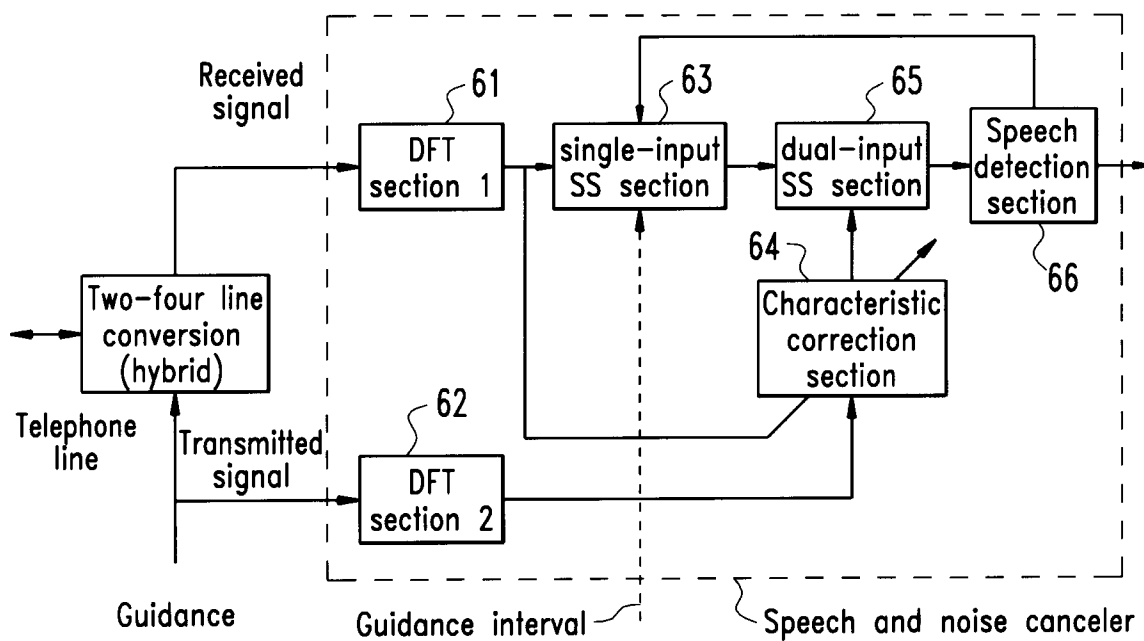 Received
signal
61
DFT
section 1
63
single-input
SS section
65
dual-input
SS section
Speech
detection
section
66
64
Characteristic
correction
section
Two-four line
conversion
(hybrid)
Telephone
line
Transmitted
signal
62
DFT
section 2
Guidance
Guidance interval
Speech and noise canceler